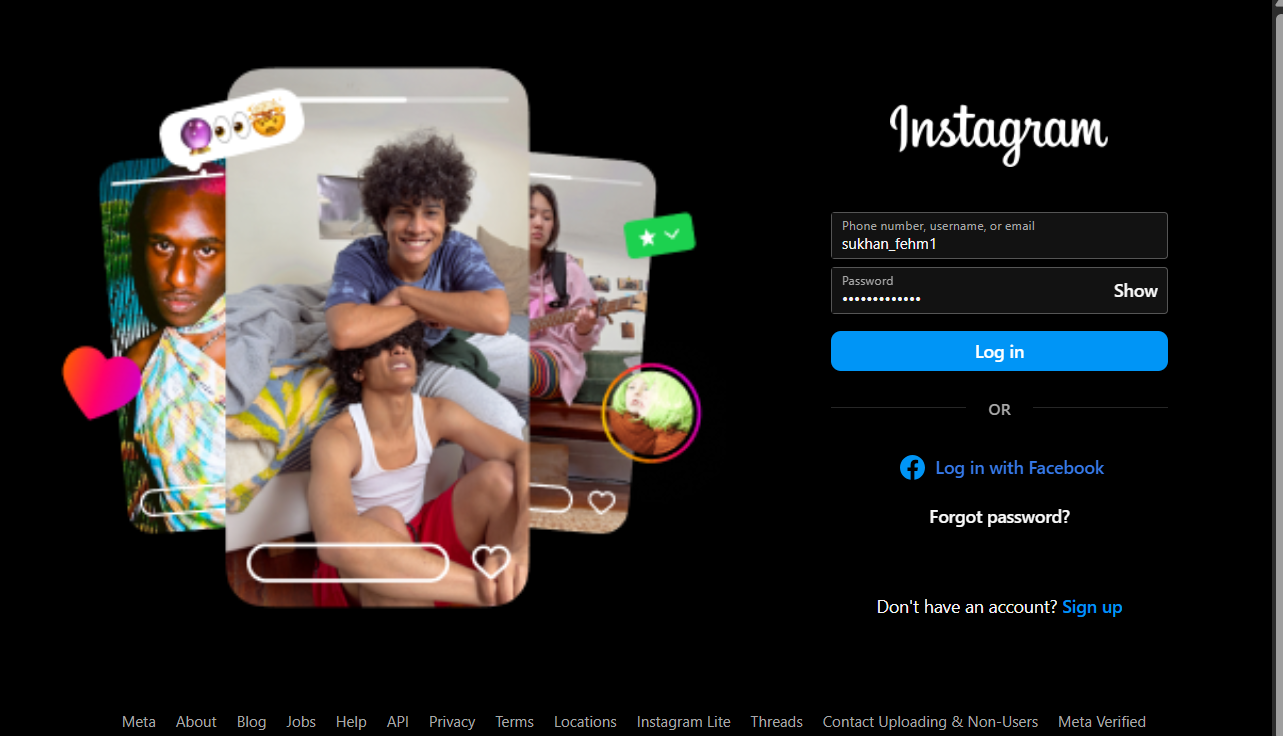 Instagram
Phone number, username, or email
sukhan_fehm1
Password
•••••••••••••
Show
Log in
OR
Log in with Facebook
Forgot password?
Don't have an account? Sign up
Meta About Blog Jobs Help API Privacy Terms Locations Instagram Lite Threads Contact Uploading & Non-Users Meta Verified